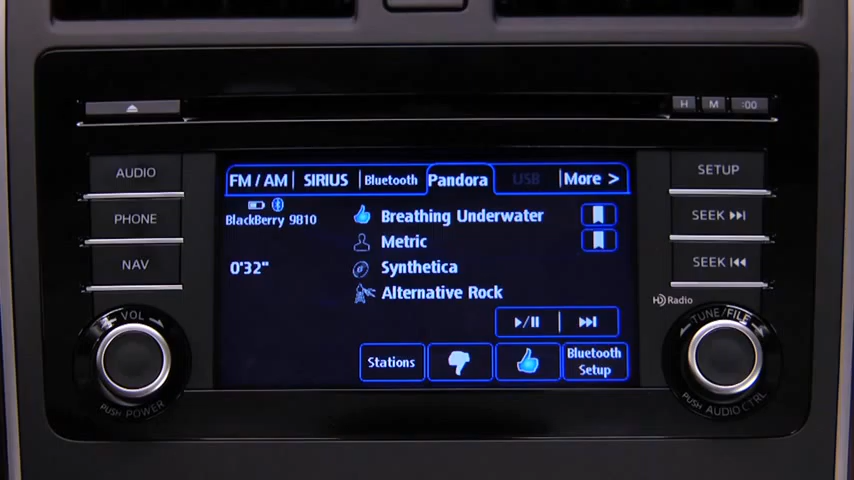 H M :00
AUDIO
PHONE
NAV
VOL
PUSH POWER
FM / AM SIRIUS Bluetooth Pandora USB More >
BlackBerry 9810
0'32"
Breathing Underwater
Metric
Synthetica
Alternative Rock
Stations
Bluetooth
Setup
SETUP
SEEK
SEEK
HD Radio
TUNE/FILE
PUSH AUDIO CTRL